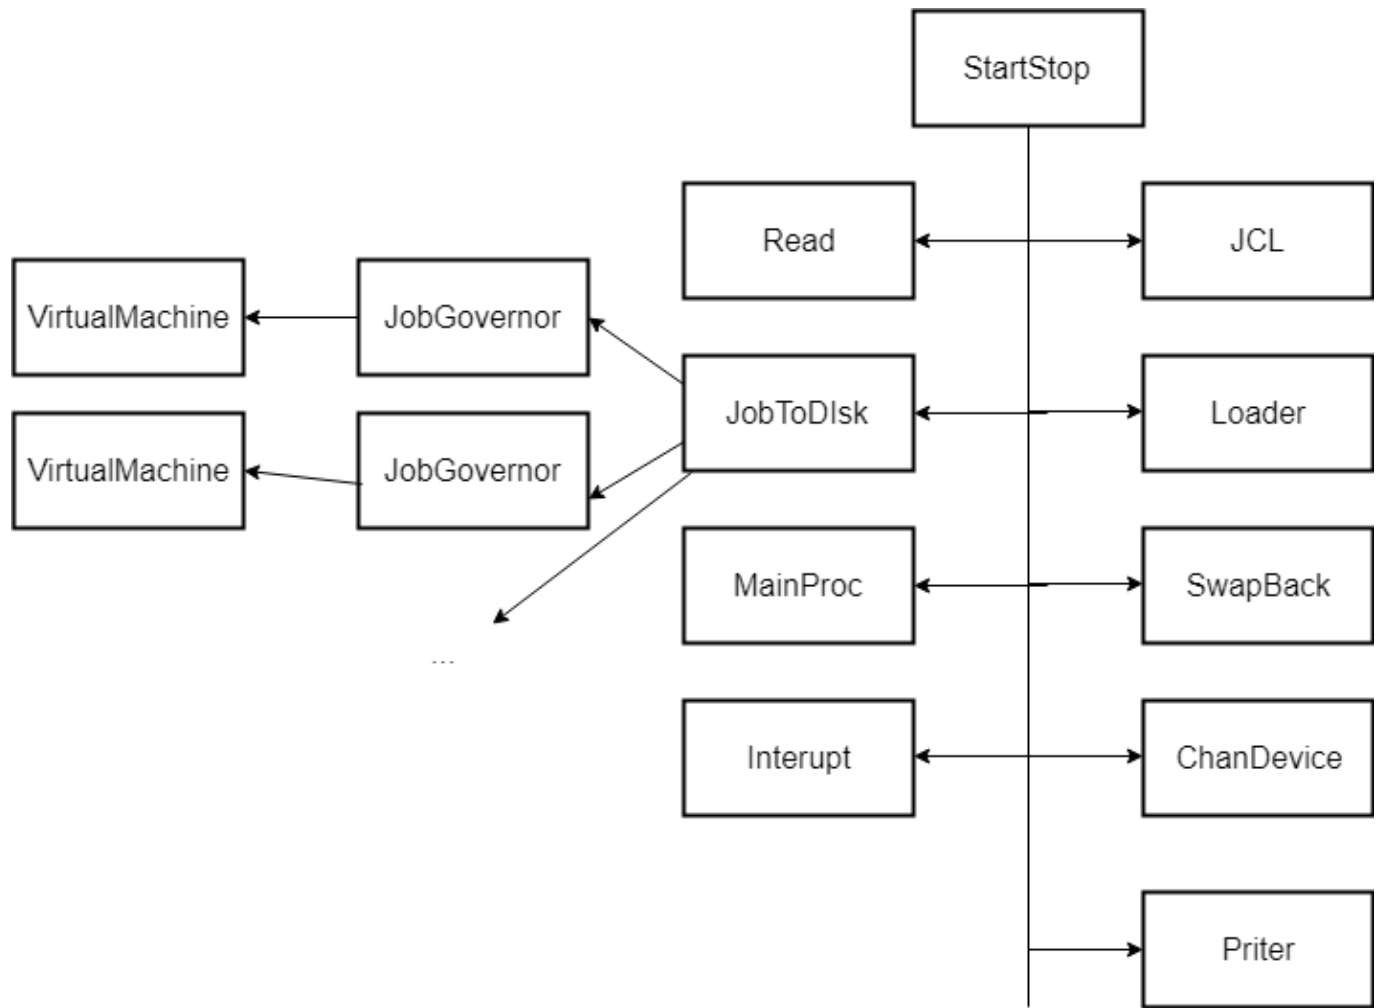 StartStop
Read
JCL
VirtualMachine
JobGovernor
JobToDIsk
Loader
VirtualMachine
JobGovernor
MainProc
SwapBack
...
Interupt
ChanDevice
Priter